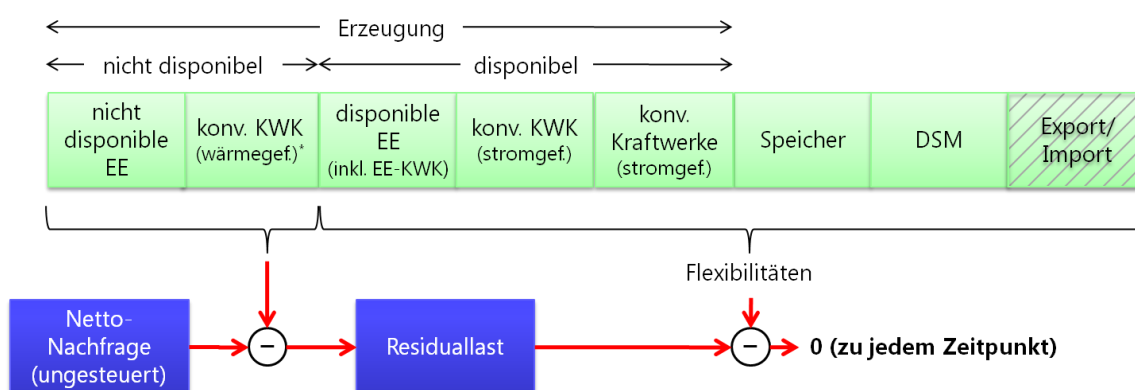 Erzeugung
nicht disponibel
disponibel
nicht
disponible
EE
konv. KWK
(wärmegef.)*
disponible
EE
(inkl. EE-KWK)
konv. KWK
(stromgef.)
konv.
Kraftwerke
(stromgef.)
Speicher
DSM
Export/
Import
Flexibilitäten
Netto-
Nachfrage
(ungesteuert)
−
Residuallast
−
0 (zu jedem Zeitpunkt)